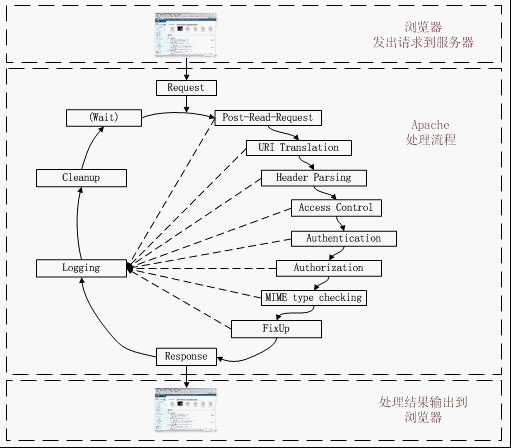 浏览器
发出请求到服务器
Request
(Wait)
Post-Read-Request
Apache
处理流程
URI Translation
Cleanup
Header Parsing
Access Control
Authentication
Logging
Authorization
MIME type checking
FixUp
Response
处理结果输出到
浏览器